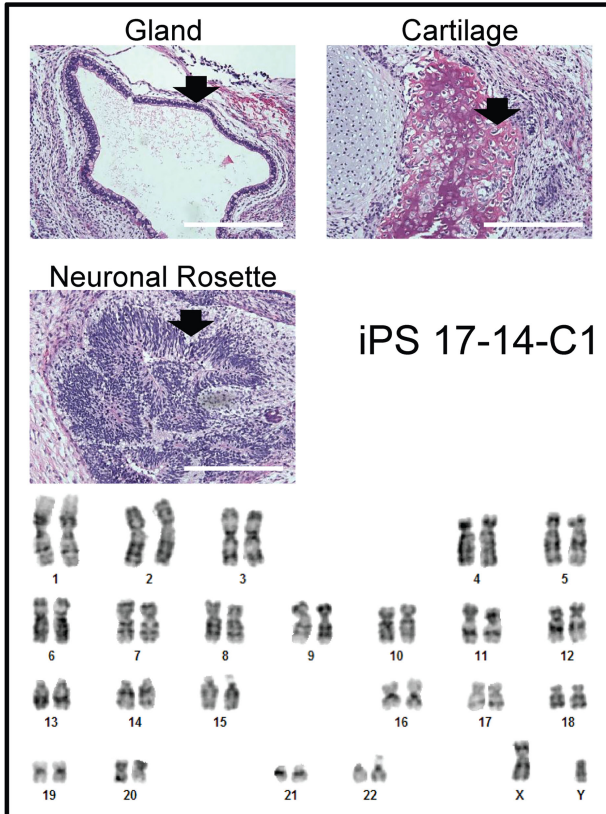 Gland
Cartilage
Neuronal Rosette
iPS 17-14-C1
1 2 3 4 5
6 7 8 9 10 11 12
13 14 15 16 17 18
19 20 21 22 X Y